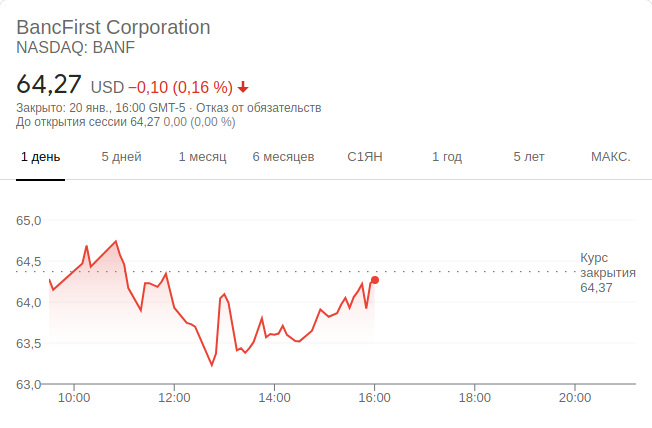 BancFirst Corporation
NASDAQ: BANF
64,27 USD −0,10 (0,16 %)
Закрыто: 20 янв., 16:00 GMT-5 · Отказ от обязательств
До открытия сессии 64,27 0,00 (0,00 %)
1 день 5 дней 1 месяц 6 месяцев С1ЯН 1 год 5 лет МАКС.
65,0
64,5
64,0
63,5
63,0
Курс
закрытия
64,37
10:00 12:00 14:00 16:00 18:00 20:00